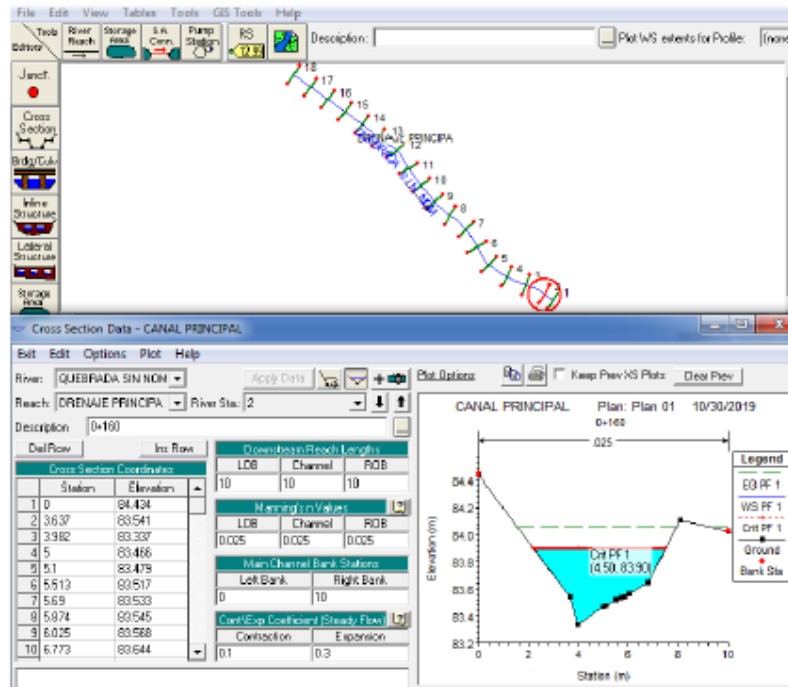 File Edit View Tables Tools GIS Tools Help
Tools
Editors
River
Reach
Storage
Area
S.A.
Conn.
Pump
Station
RS
Description :
Plot WS extents for Profile:
(none
Junct.
Cross
Section
Brdg/Culv
Inline
Structure
Lateral
Structure
Storage
Area
18
17
16
15
14
13
12
DRENAJE PRINCIPA
11
10
9
8
7
6
5
4
3
2
1
Cross Section Data - CANAL PRINCIPAL
Exit Edit Options Plot Help
River: QUEBRADA SIN NOM
Apply Data
Reach: DRENAJE PRINCIPA River Sta.: 2
Description 0+160
Del Row Ins Row
Cross Section Coordinates
Station Elevation
1 0 84.434
2 3.637 83.541
3 3.982 83.337
4 5 83.466
5 5.1 83.479
6 5.513 83.517
7 5.69 83.533
8 5.874 83.545
9 6.025 83.568
10 6.773 83.644
Downstream Reach Lengths
LOB Channel ROB
10 10 10
Manning's n Values
LOB Channel ROB
0.025 0.025 0.025
Main Channel Bank Stations
Left Bank Right Bank
0 10
Cont\Exp Coefficient (Steady Flow)
Contraction Expansion
0.1 0.3
Plot Options
Keep Prev XS Plots
Clear Prev
CANAL PRINCIPAL Plan: Plan 01 10/30/2019
0+160
.025
84.4
84.2
84.0
83.8
83.6
83.4
83.2
Elevation (m)
0 2 4 6 8 10
Station (m)
Crit PF 1
(4.50, 83.90)
Legend
EG PF 1
WS PF 1
Crit PF 1
Ground
Bank Sta